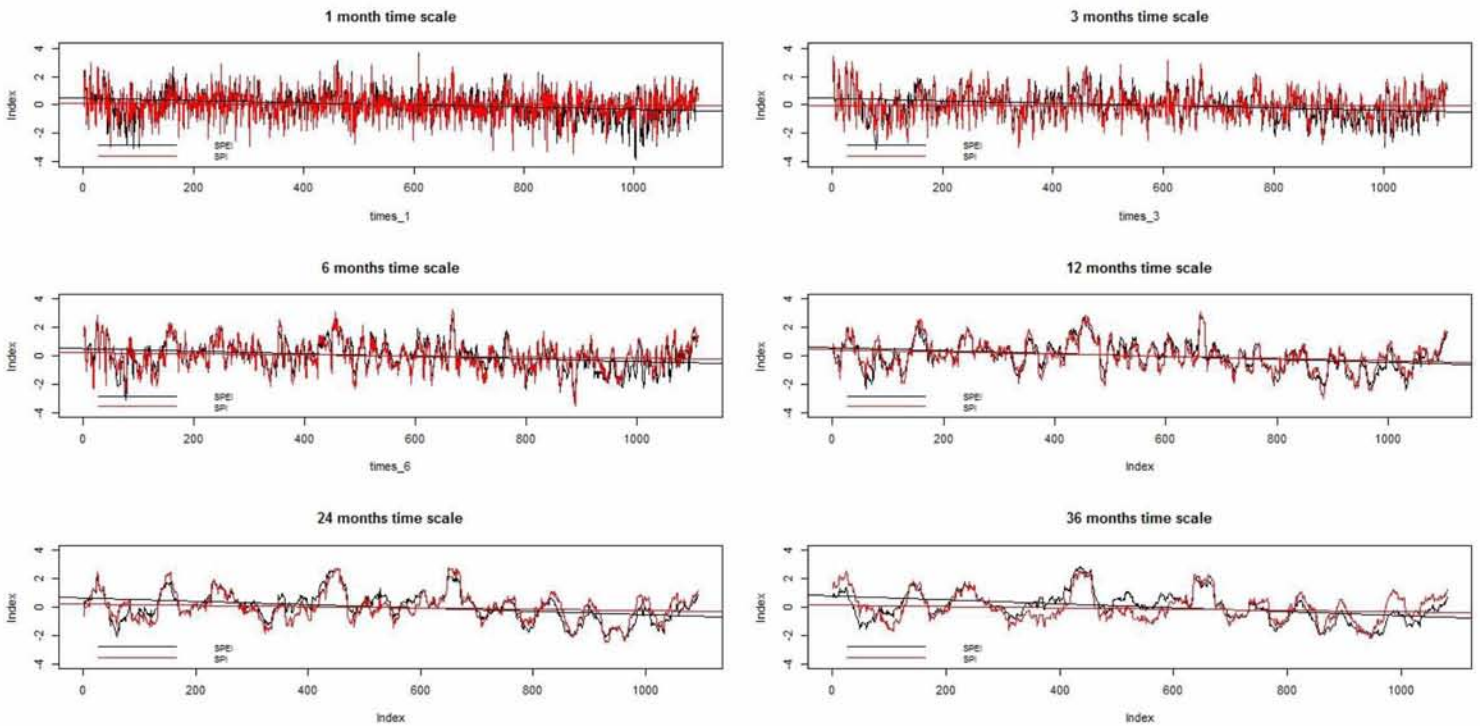 1 month time scale
Index
4
2
0
-2
-4
SPEI
SPI
0 200 400 600 800 1000
times_1
3 months time scale
Index
4
2
0
-2
-4
SPEI
SPI
0 200 400 600 800 1000
times_3
6 months time scale
Index
4
2
0
-2
-4
SPEI
SPI
0 200 400 600 800 1000
times_6
12 months time scale
Index
4
2
0
-2
-4
SPEI
SPI
0 200 400 600 800 1000
Index
24 months time scale
Index
4
2
0
-2
-4
SPEI
SPI
0 200 400 600 800 1000
Index
36 months time scale
Index
4
2
0
-2
-4
SPEI
SPI
0 200 400 600 800 1000
Index